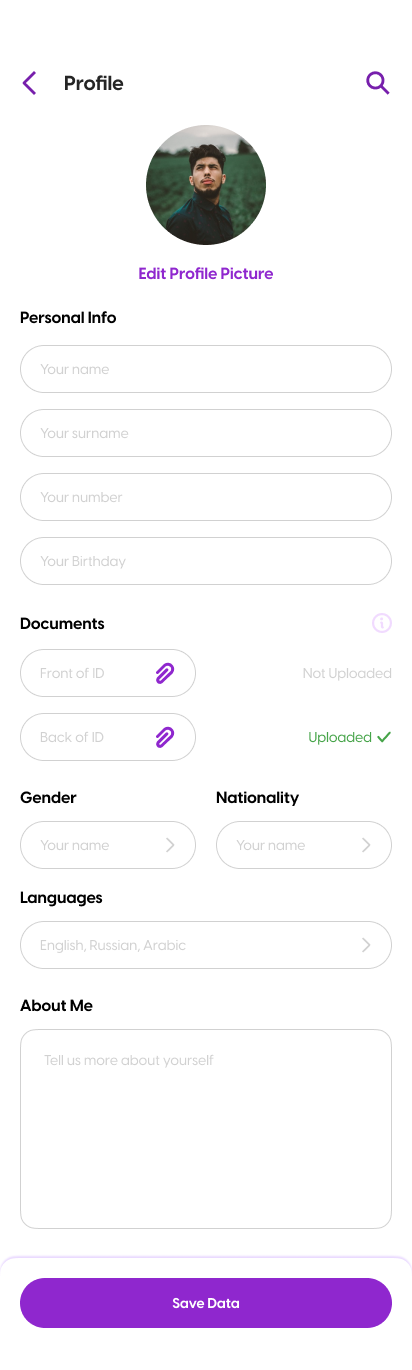 Profile
Edit Profile Picture
Personal Info
Your name
Your surname
Your number
Your Birthday
Documents
Front of ID
Not Uploaded
Back of ID
Uploaded
Gender
Nationality
Your name
Your name
Languages
English, Russian, Arabic
About Me
Tell us more about yourself
Save Data